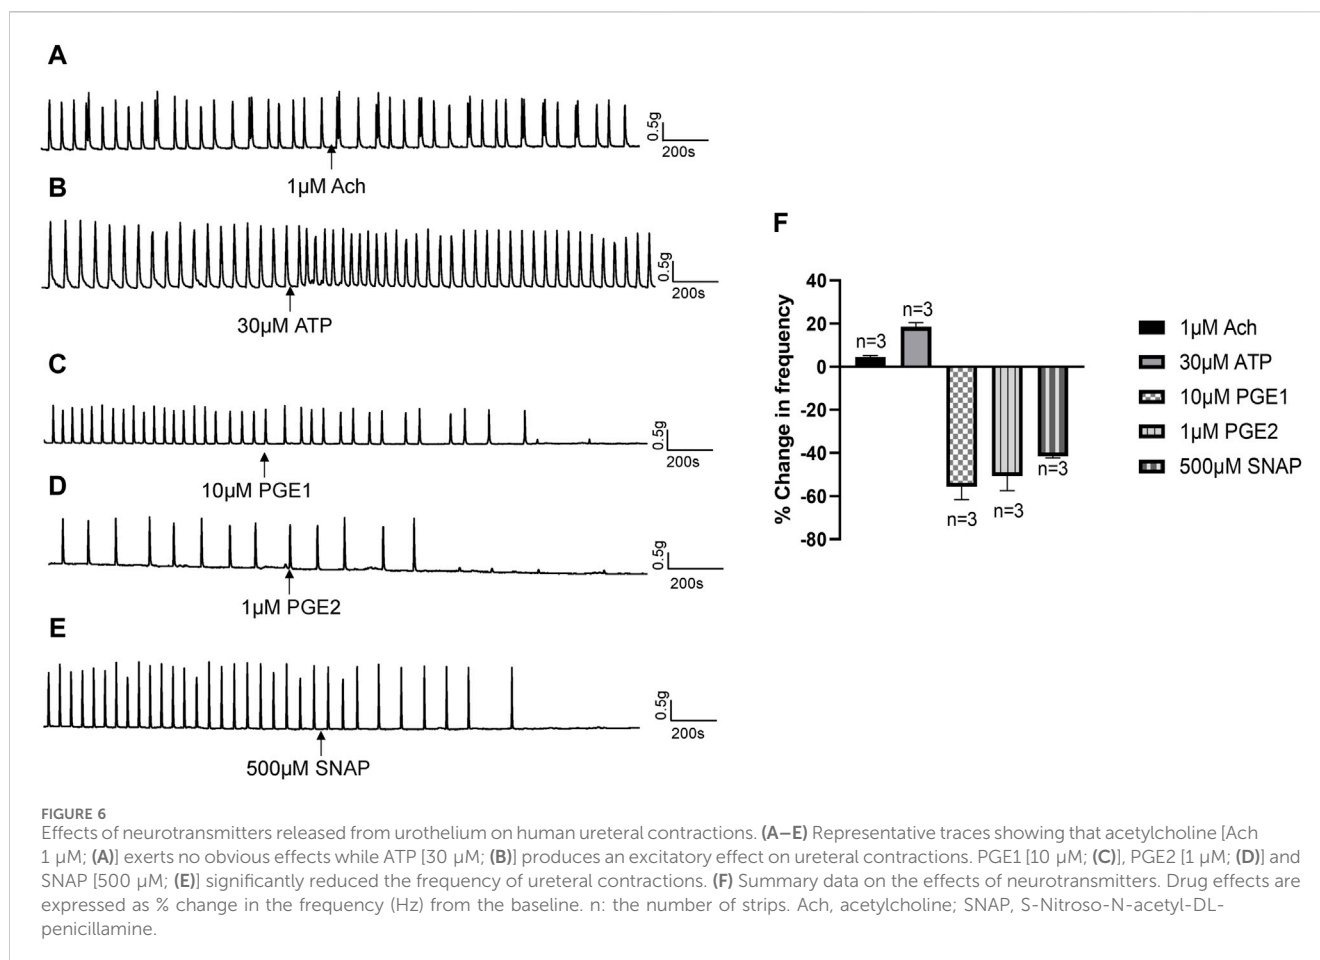 A
0.5g
200s
1µM Ach
B
0.5g
200s
30µM ATP
C
0.5g
200s
10µM PGE1
D
0.5g
200s
1µM PGE2
E
0.5g
200s
500µM SNAP
F
% Change in frequency
40
20
0
-20
-40
-60
-80
n=3
n=3
n=3
n=3
n=3
1µM Ach
30µM ATP
10µM PGE1
1µM PGE2
500µM SNAP
FIGURE 6
Effects of neurotransmitters released from urothelium on human ureteral contractions. (A–E) Representative traces showing that acetylcholine [Ach
1 µM; (A)] exerts no obvious effects while ATP [30 µM; (B)] produces an excitatory effect on ureteral contractions. PGE1 [10 µM; (C)], PGE2 [1 µM; (D)] and
SNAP [500 µM; (E)] significantly reduced the frequency of ureteral contractions. (F) Summary data on the effects of neurotransmitters. Drug effects are
expressed as % change in the frequency (Hz) from the baseline. n: the number of strips. Ach, acetylcholine; SNAP, S-Nitroso-N-acetyl-DL-
penicillamine.